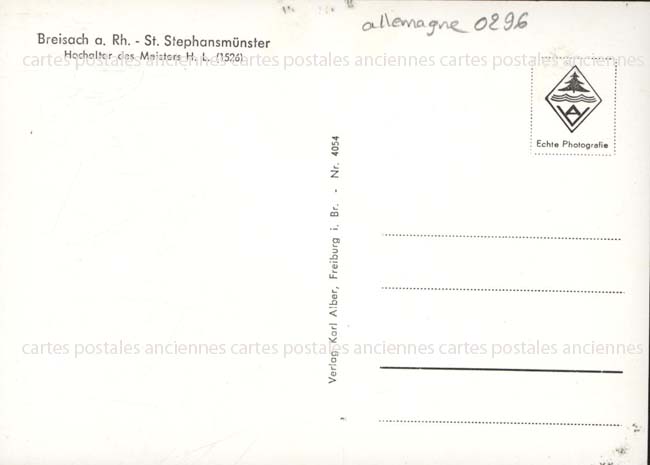 allemagne 0296
Breisach a. Rh. - St. Stephansmünster
Hochalter des Meisters H. L. (1526)
cartes postales anciennes cartes postales anciennes cartes postales anciennes
Echte Photografie
Verlag Karl Alber, Freiburg i. Br. - Nr. 4054
cartes postales anciennes cartes postales anciennes cartes postales anciennes